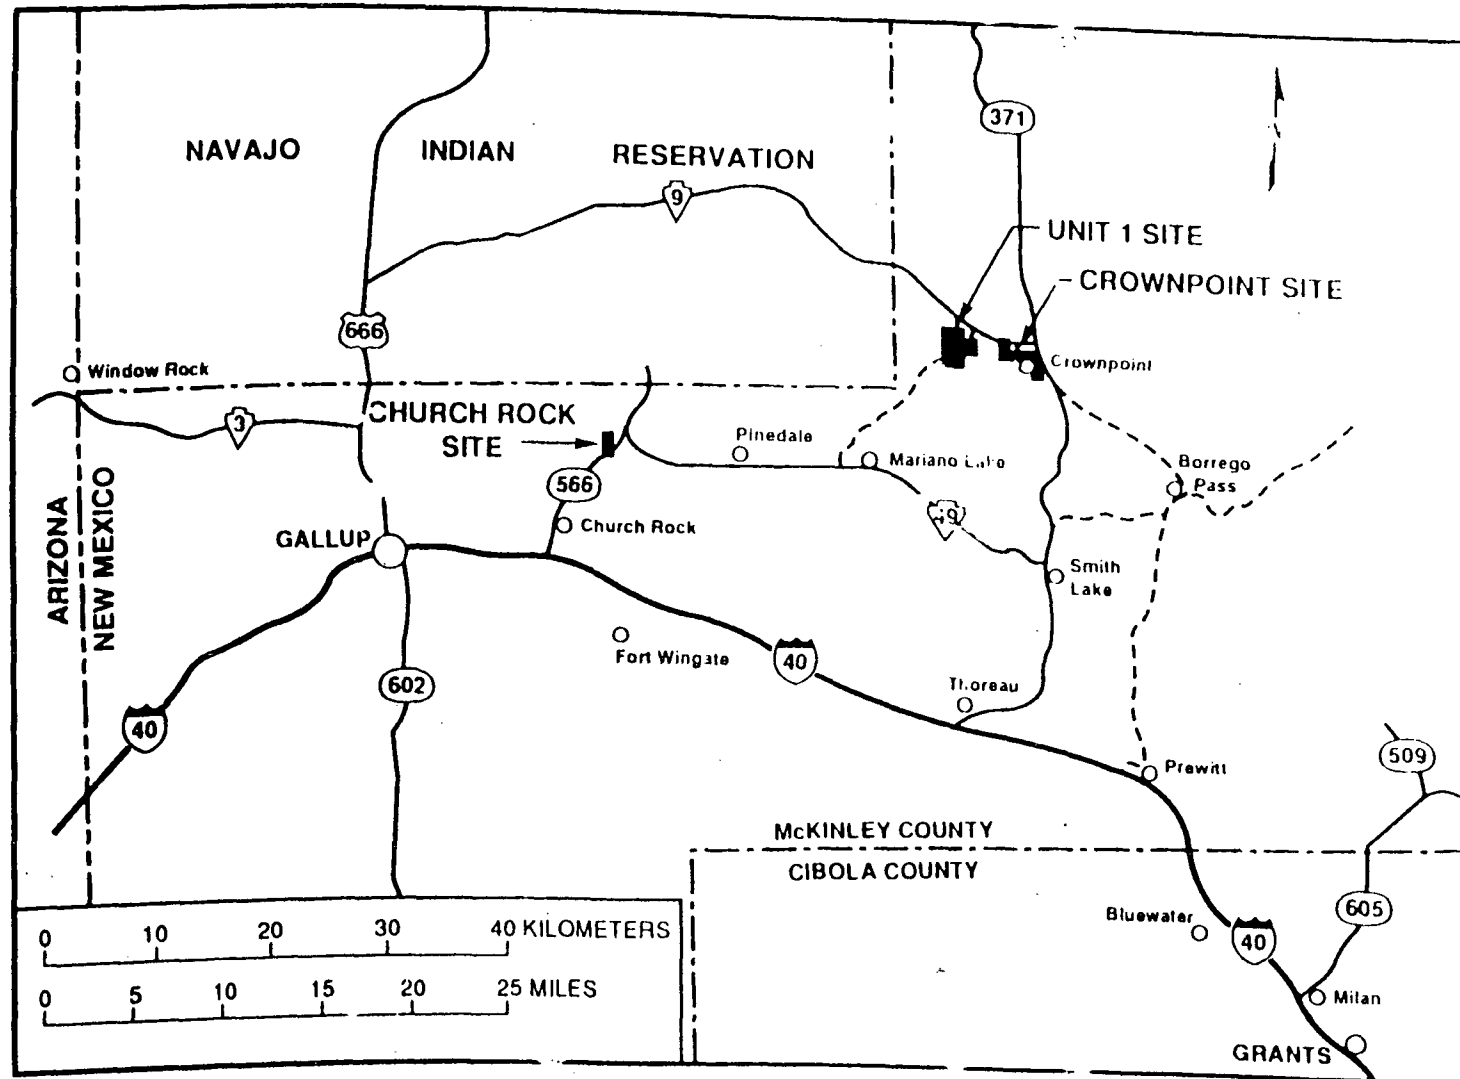 371
NAVAJO INDIAN RESERVATION
9
UNIT 1 SITE
CROWNPOINT SITE
666
Window Rock
Crownpoint
3
CHURCH ROCK
SITE
Pinedale
Mariano
Borrego
Pass
566
ARIZONA
NEW MEXICO
GALLUP
Church Rock
Smith
Lake
Fort Wingate
40
602
Thoreau
40
Prewitt
509
McKINLEY COUNTY
CIBOLA COUNTY
Bluewater
605
40
0 10 20 30 40 KILOMETERS
0 5 10 15 20 25 MILES
Milan
GRANTS